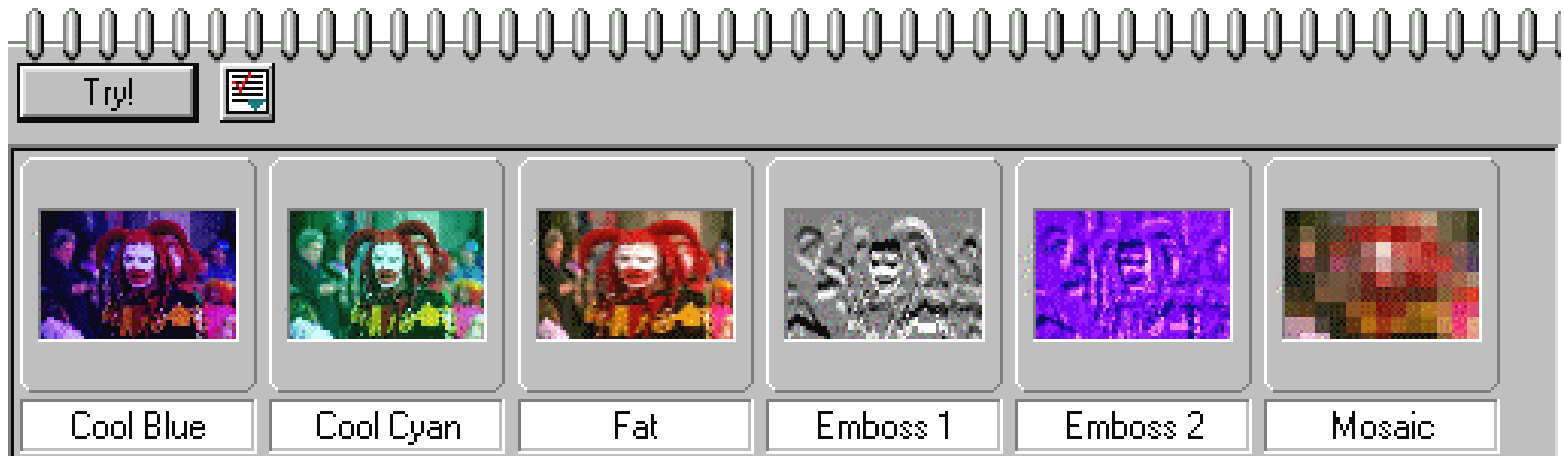 Try!
Cool Blue
Cool Cyan
Fat
Emboss 1
Emboss 2
Mosaic